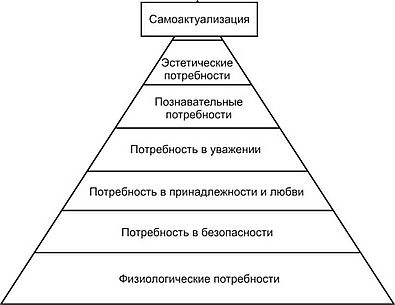 Самоактуализация
Эстетические
потребности
Познавательные
потребности
Потребность в уважении
Потребность в принадлежности и любви
Потребность в безопасности
Физиологические потребности